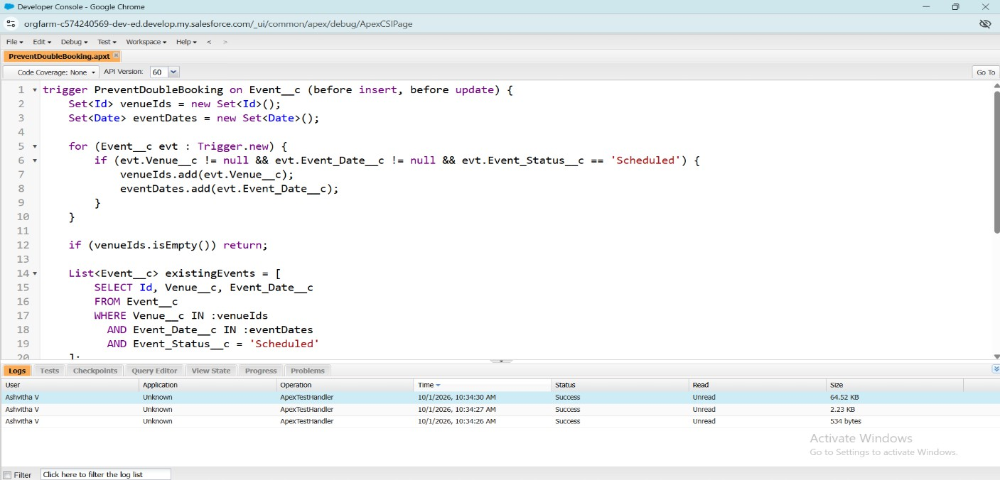 Developer Console - Google Chrome
orgfarm-c574240569-dev-ed.develop.my.salesforce.com/_ui/common/apex/debug/ApexCSIPage
File Edit Debug Test Workspace Help < >
PreventDoubleBooking.apxt
Code Coverage: None API Version: 60 Go To
1 trigger PreventDoubleBooking on Event__c (before insert, before update) {
2 Set<Id> venueIds = new Set<Id>();
3 Set<Date> eventDates = new Set<Date>();
4
5 for (Event__c evt : Trigger.new) {
6 if (evt.Venue__c != null && evt.Event_Date__c != null && evt.Event_Status__c == 'Scheduled') {
7 venueIds.add(evt.Venue__c);
8 eventDates.add(evt.Event_Date__c);
9 }
10 }
11
12 if (venueIds.isEmpty()) return;
13
14 List<Event__c> existingEvents = [
15 SELECT Id, Venue__c, Event_Date__c
16 FROM Event__c
17 WHERE Venue__c IN :venueIds
18 AND Event_Date__c IN :eventDates
19 AND Event_Status__c = 'Scheduled'
20 ];
Logs Tests Checkpoints Query Editor View State Progress Problems
User Application Operation Time Status Read Size
Ashvitha V Unknown ApexTestHandler 10/1/2026, 10:34:30 AM Success Unread 64.52 KB
Ashvitha V Unknown ApexTestHandler 10/1/2026, 10:34:27 AM Success Unread 2.23 KB
Ashvitha V Unknown ApexTestHandler 10/1/2026, 10:34:26 AM Success Unread 534 bytes
Activate Windows
Go to Settings to activate Windows.
Filter Click here to filter the log list